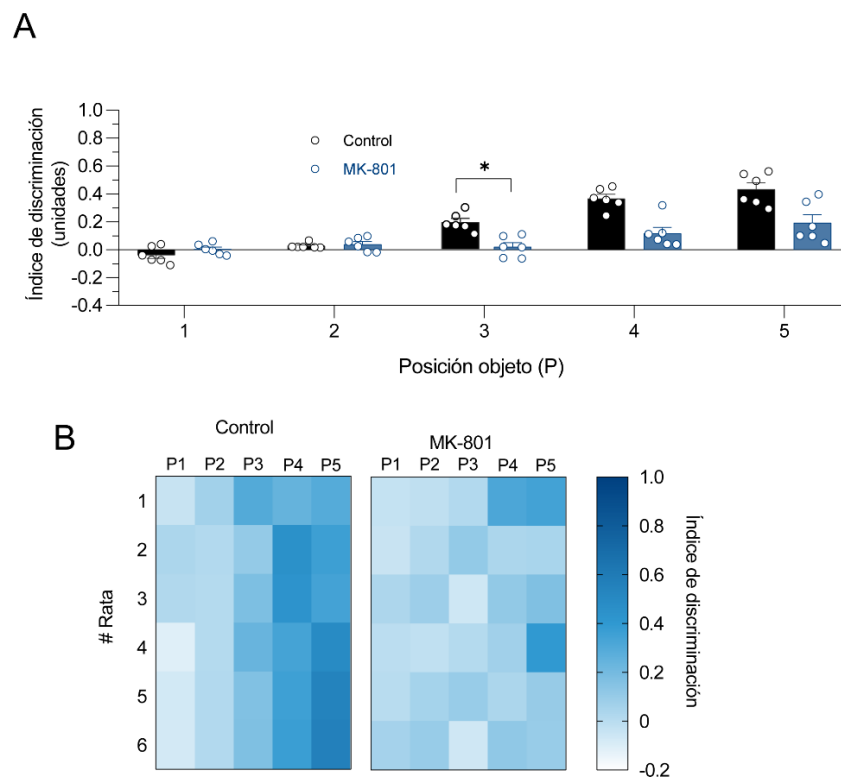 A
Índice de discriminación
(unidades)
1.0
0.8
0.6
0.4
0.2
0.0
-0.2
-0.4
Control
MK-801
*
1 2 3 4 5
Posición objeto (P)
B
Control
MK-801
P1 P2 P3 P4 P5
P1 P2 P3 P4 P5
# Rata
1
2
3
4
5
6
1.0
0.8
0.6
0.4
0.2
0
-0.2
Índice de discriminación